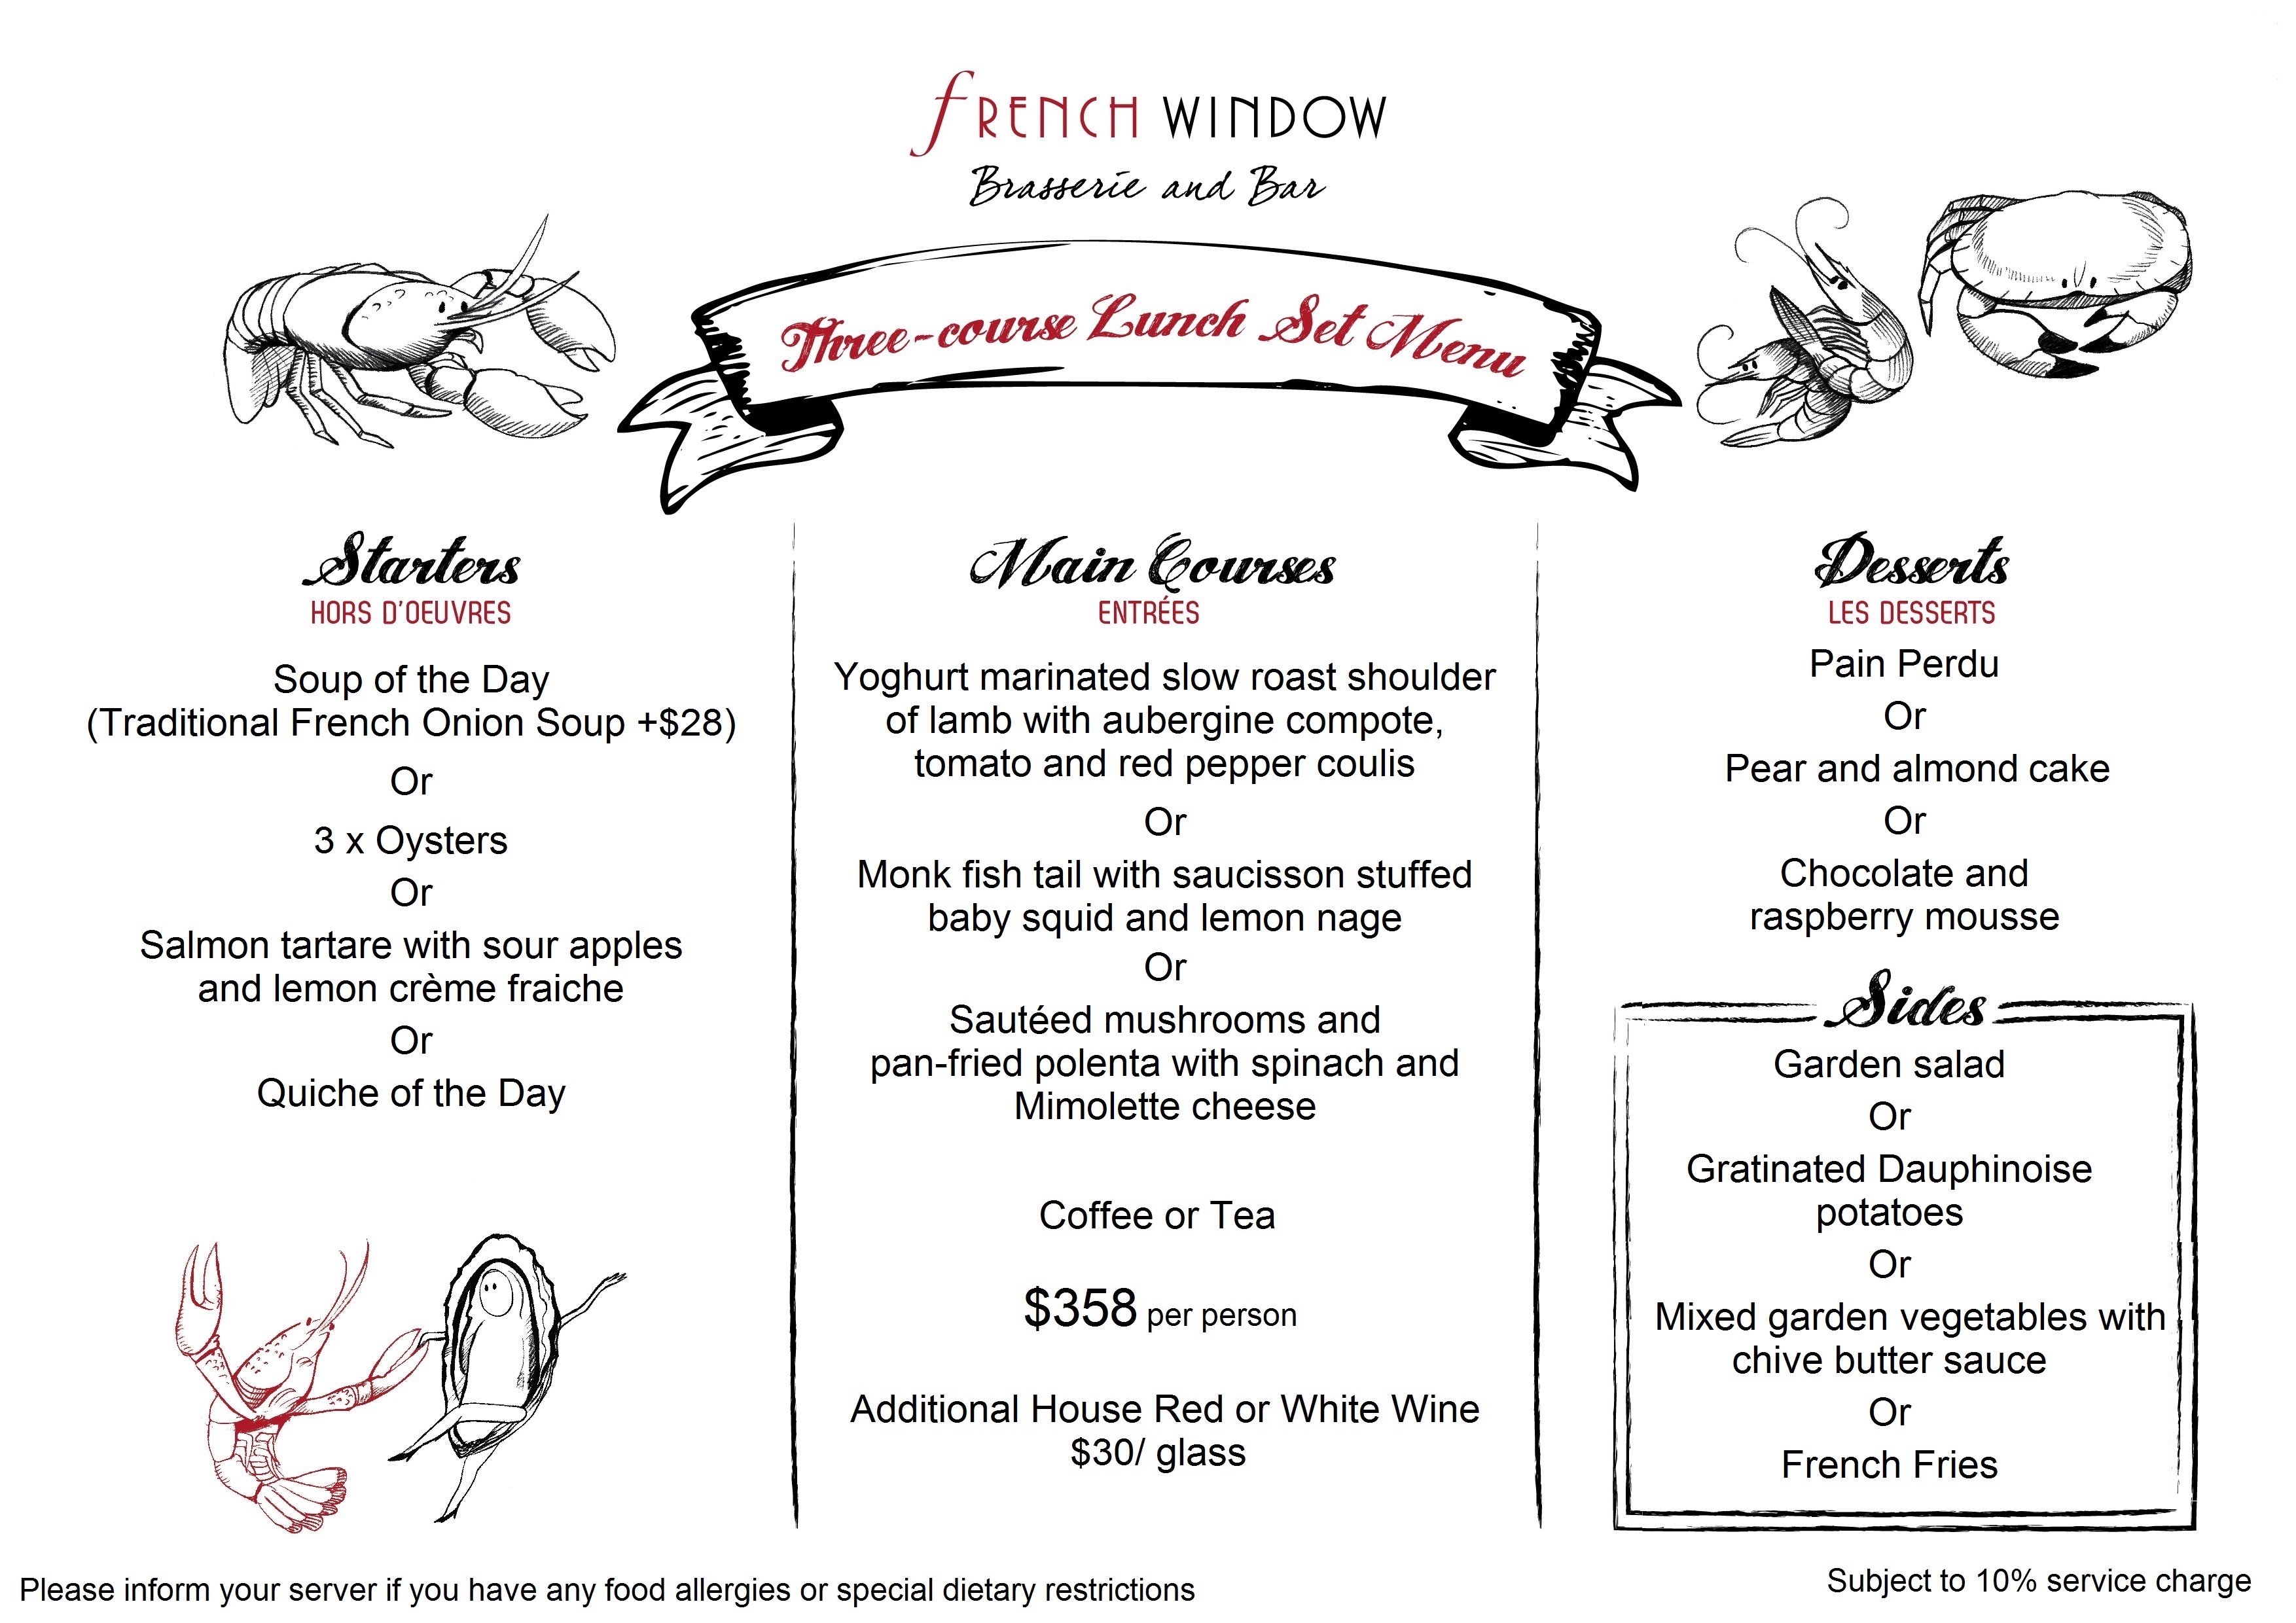 fRENCH WINDOW
Brasserie and Bar
Three-course Lunch Set Menu
Starters
HORS D'OEUVRES
Soup of the Day
(Traditional French Onion Soup +$28)
Or
3 x Oysters
Or
Salmon tartare with sour apples
and lemon crème fraiche
Or
Quiche of the Day
Main Courses
ENTRÉES
Yoghurt marinated slow roast shoulder
of lamb with aubergine compote,
tomato and red pepper coulis
Or
Monk fish tail with saucisson stuffed
baby squid and lemon nage
Or
Sautéed mushrooms and
pan-fried polenta with spinach and
Mimolette cheese
Coffee or Tea
$358 per person
Additional House Red or White Wine
$30/ glass
Desserts
LES DESSERTS
Pain Perdu
Or
Pear and almond cake
Or
Chocolate and
raspberry mousse
Sides
Garden salad
Or
Gratinated Dauphinoise
potatoes
Or
Mixed garden vegetables with
chive butter sauce
Or
French Fries
Please inform your server if you have any food allergies or special dietary restrictions
Subject to 10% service charge